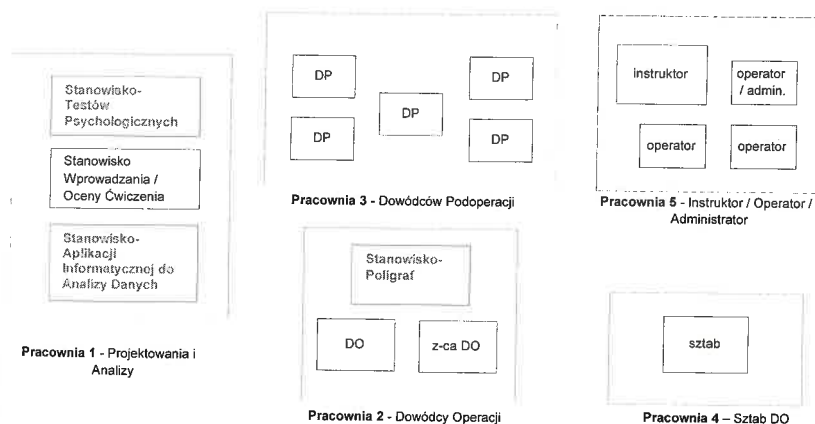 Stanowisko-
Testów
Psychologicznych
Stanowisko
Wprowadzania /
Oceny Ćwiczenia
Stanowisko-
Aplikacji
Informatycznej do
Analizy Danych
Pracownia 1 - Projektowania i
Analizy
DP
DP
DP
DP
DP
Pracownia 3 - Dowódców Podoperacji
Stanowisko-
Poligraf
DO
z-ca DO
Pracownia 2 - Dowódcy Operacji
instruktor
operator
/ admin.
operator
operator
Pracownia 5 - Instruktor / Operator /
Administrator
sztab
Pracownia 4 – Sztab DO